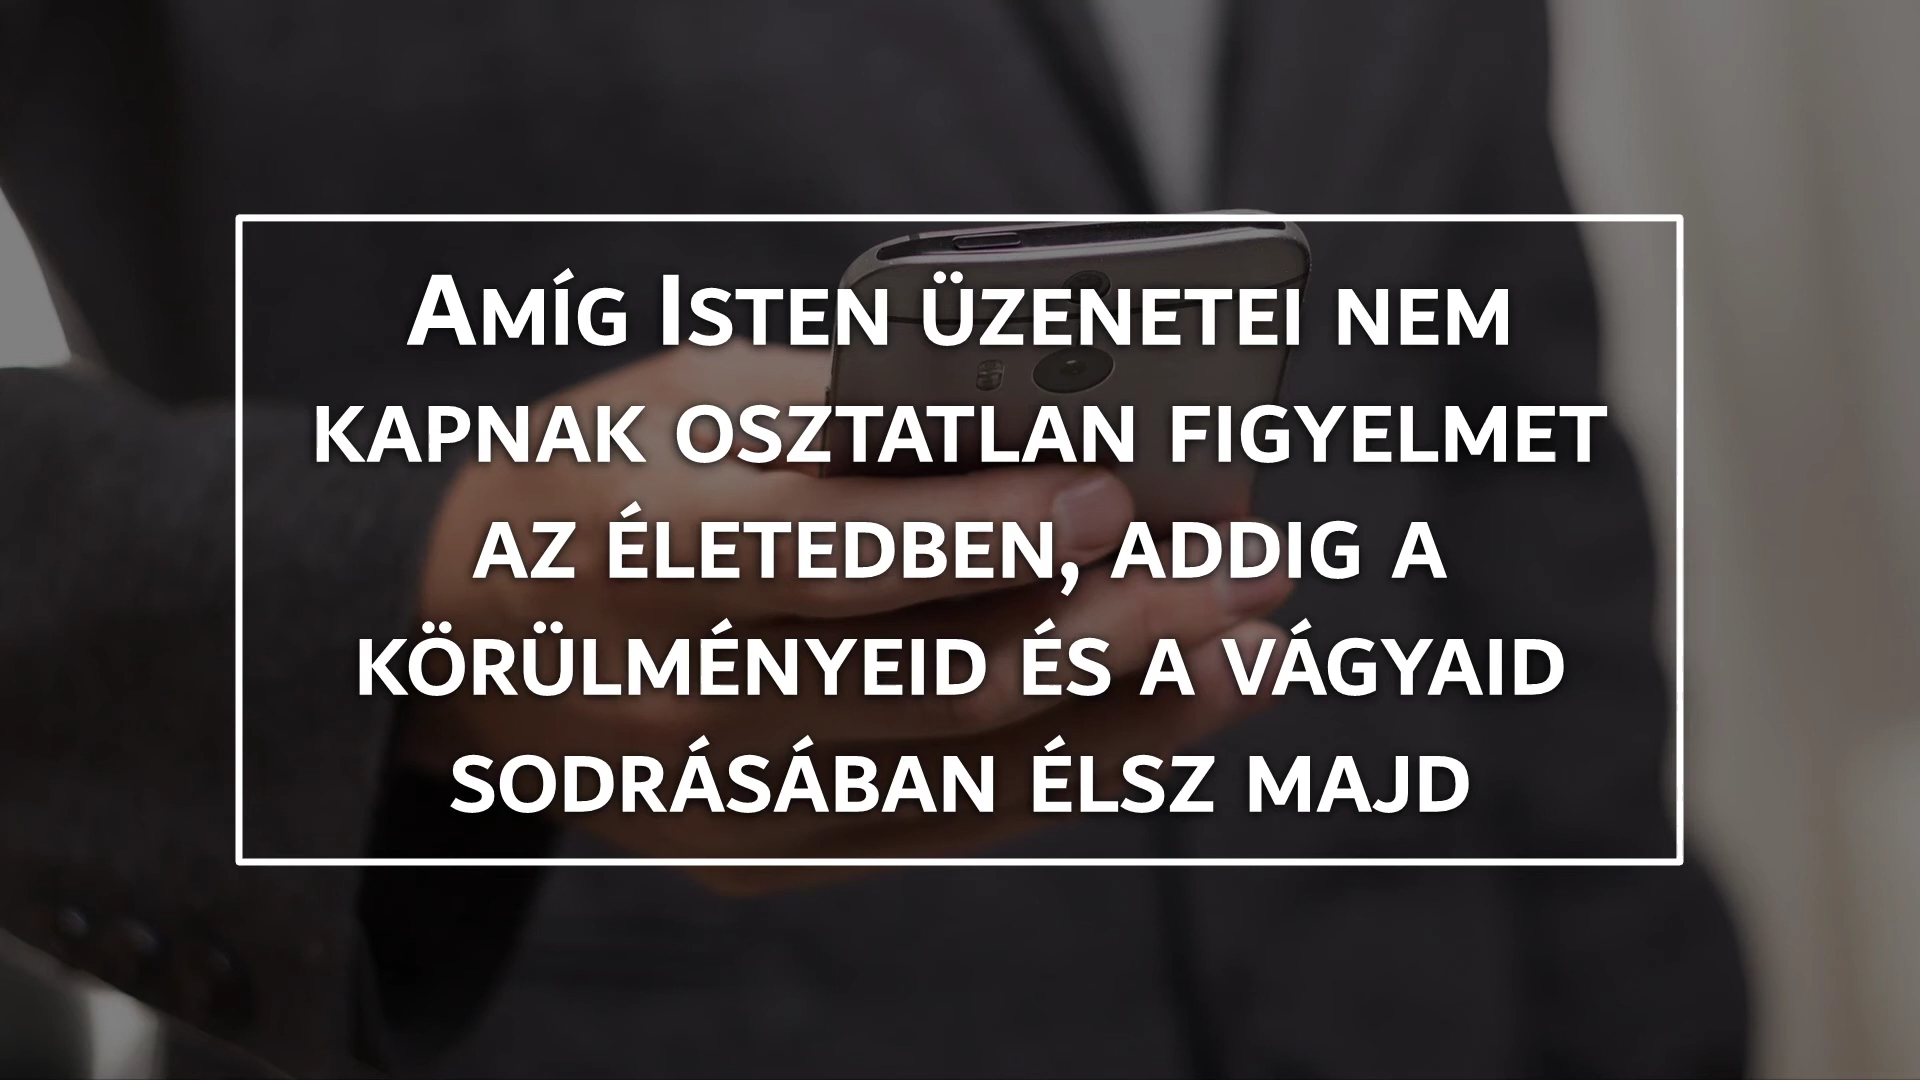 Amíg Isten üzenetei nem
kapnak osztatlan figyelmet
az életedben, addig a
körülményeid és a vágyaid
sodrásában élsz majd